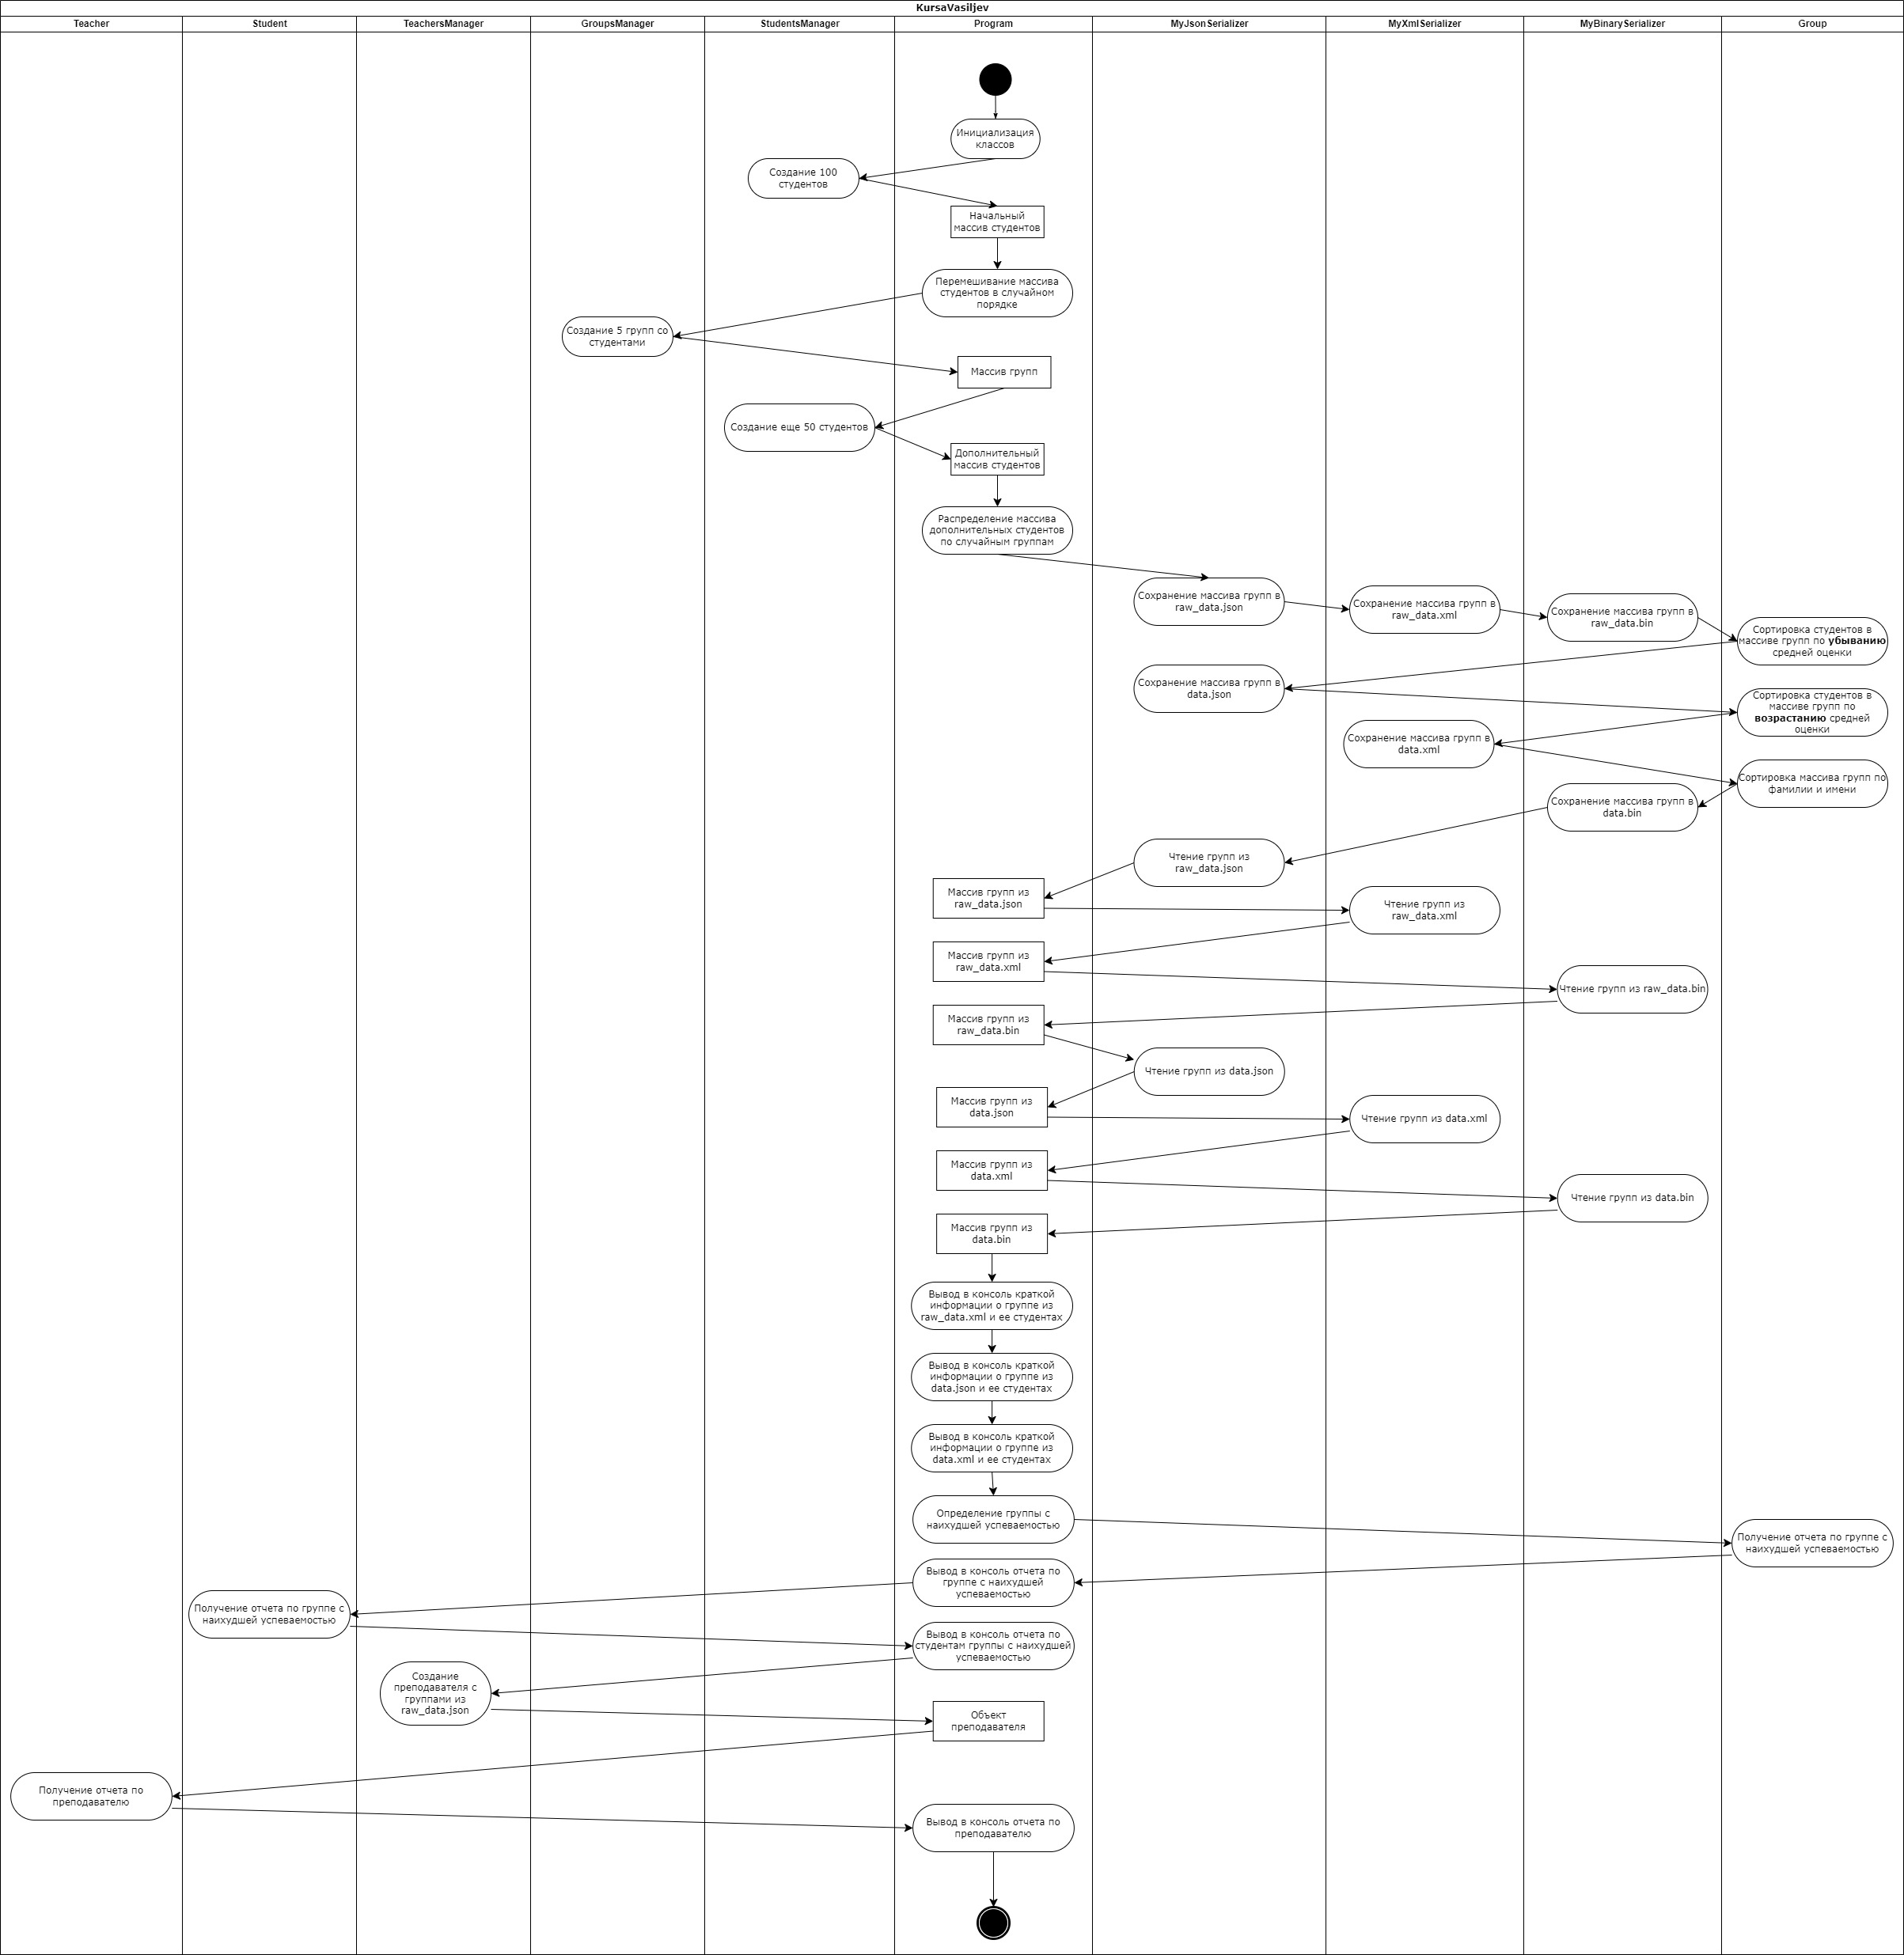 KursaVasiljev
Teacher
Student
TeachersManager
GroupsManager
StudentsManager
Program
MyJsonSerializer
MyXmlSerializer
MyBinarySerializer
Group
Инициализация
классов
Создание 100
студентов
Начальный
массив студентов
Перемешивание массива
студентов в случайном
порядке
Создание 5 групп со
студентами
Массив групп
Создание еще 50 студентов
Дополнительный
массив студентов
Распределение массива
дополнительных студентов
по случайным группам
Сохранение массива групп в
raw_data.json
Сохранение массива групп в
raw_data.xml
Сохранение массива групп в
raw_data.bin
Сортировка студентов в
массиве групп по убыванию
средней оценки
Сохранение массива групп в
data.json
Сортировка студентов в
массиве групп по
возрастанию средней
оценки
Сохранение массива групп в
data.xml
Сортировка массива групп по
фамилии и имени
Сохранение массива групп в
data.bin
Чтение групп из
raw_data.json
Массив групп из
raw_data.json
Чтение групп из
raw_data.xml
Массив групп из
raw_data.xml
Чтение групп из raw_data.bin
Массив групп из
raw_data.bin
Чтение групп из data.json
Массив групп из
data.json
Чтение групп из data.xml
Массив групп из
data.xml
Чтение групп из data.bin
Массив групп из
data.bin
Вывод в консоль краткой
информации о группе из
raw_data.xml и ее студентах
Вывод в консоль краткой
информации о группе из
data.json и ее студентах
Вывод в консоль краткой
информации о группе из
data.xml и ее студентах
Определение группы с
наихудшей успеваемостью
Получение отчета по группе с
наихудшей успеваемостью
Вывод в консоль отчета по
группе с наихудшей
успеваемостью
Получение отчета по группе с
наихудшей успеваемостью
Вывод в консоль отчета по
студентам группы с наихудшей
успеваемостью
Создание
преподавателя с
группами из
raw_data.json
Объект
преподавателя
Получение отчета по
преподавателю
Вывод в консоль отчета по
преподавателю